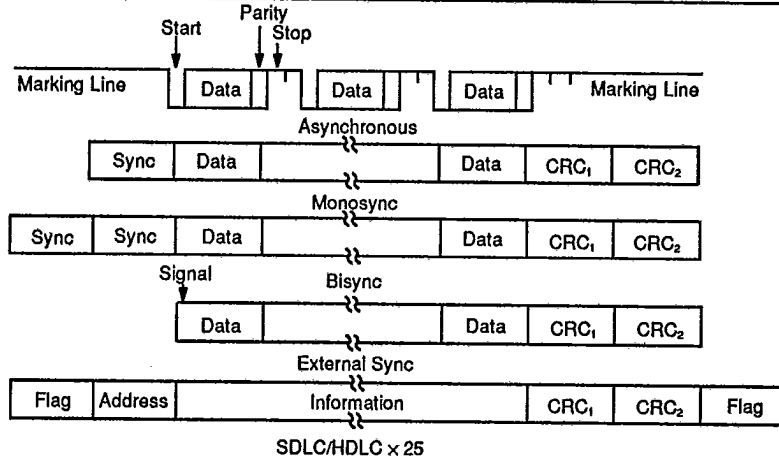 Parity
Start
Stop
Marking Line Data Data Data Marking Line
Asynchronous
Sync Data Data CRC₁ CRC₂
Monosync
Sync Sync Data Data CRC₁ CRC₂
Signal
Bisync
Data Data CRC₁ CRC₂
External Sync
Flag Address Information CRC₁ CRC₂ Flag
SDLC/HDLC × 25